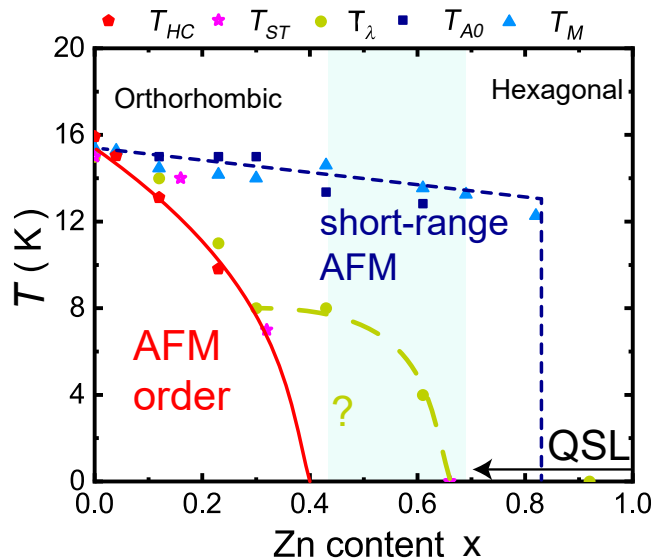 T_HC T_ST T_λ T_A0 T_M
20
16
12
8
4
0
T ( K )
Orthorhombic
Hexagonal
short-range
AFM
AFM
order
?
QSL
0.0 0.2 0.4 0.6 0.8 1.0
Zn content x